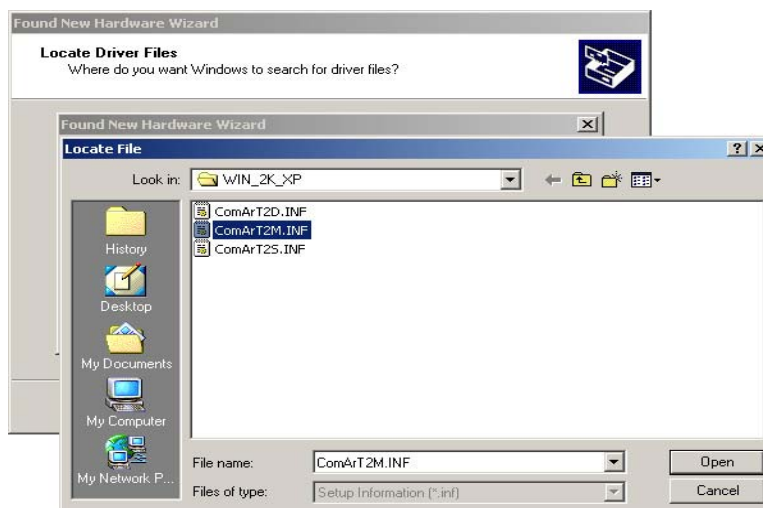 Found New Hardware Wizard
Locate Driver Files
Where do you want Windows to search for driver files?
Found New Hardware Wizard
Locate File
Look in:
WIN_2K_XP
ComArT2D.INF
ComArT2M.INF
ComArT2S.INF
History
Desktop
My Documents
My Computer
My Network P...
File name:
ComArT2M.INF
Open
Files of type:
Setup Information (*.inf)
Cancel